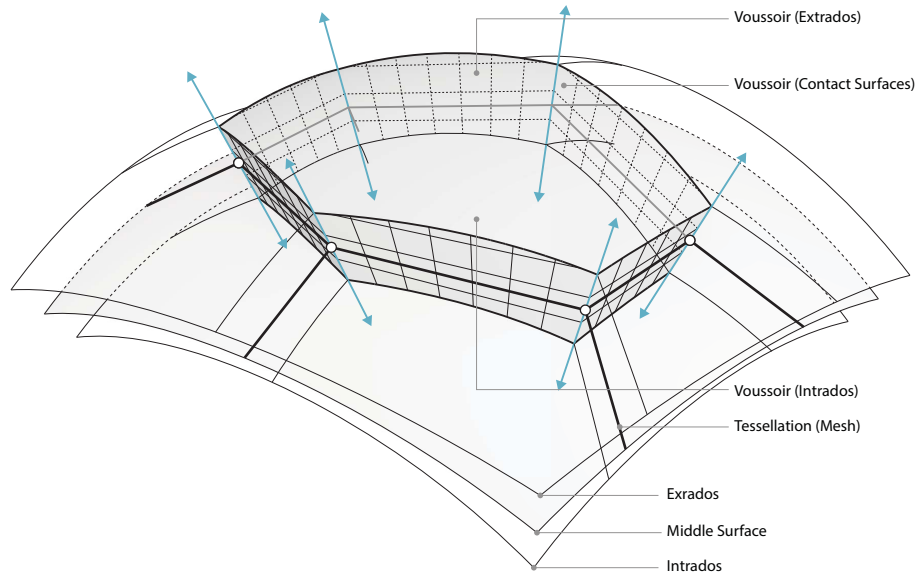 Voussoir (Extrados)
Voussoir (Contact Surfaces)
Voussoir (Intrados)
Tessellation (Mesh)
Exrados
Middle Surface
Intrados